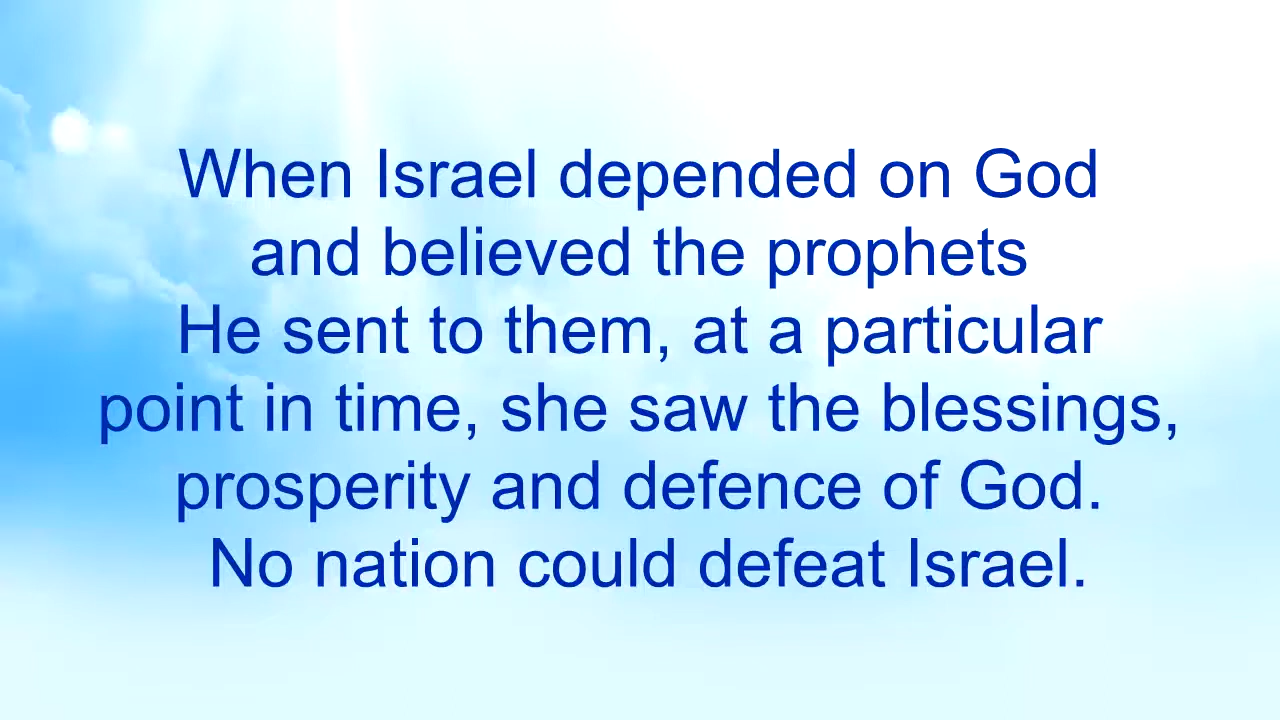 When Israel depended on God
and believed the prophets
He sent to them, at a particular
point in time, she saw the blessings,
prosperity and defence of God.
No nation could defeat Israel.